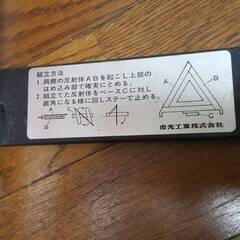 組立方法
1. 両側の反射体ABを起こし上部の
はめ込み部で確実にとめる。
2. 組立てた反射体をベースCに対し
直角になる様に回しステーで止める。
A
B
C
A
B
C
市光工業株式会社